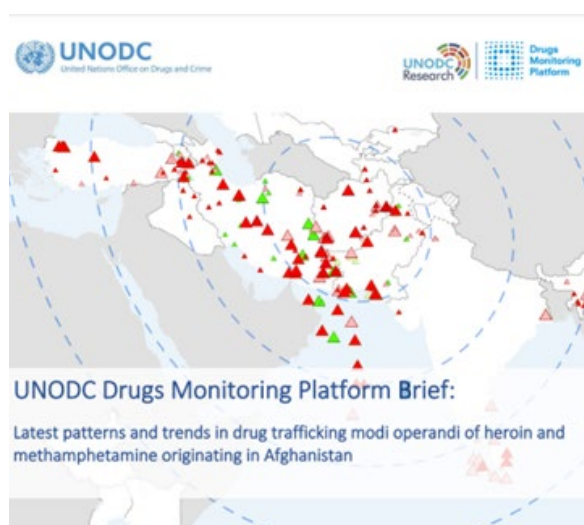 UNODC
United Nations Office on Drugs and Crime
UNODC
Research
Drugs
Monitoring
Platform
UNODC Drugs Monitoring Platform Brief:
Latest patterns and trends in drug trafficking modi operandi of heroin and
methamphetamine originating in Afghanistan